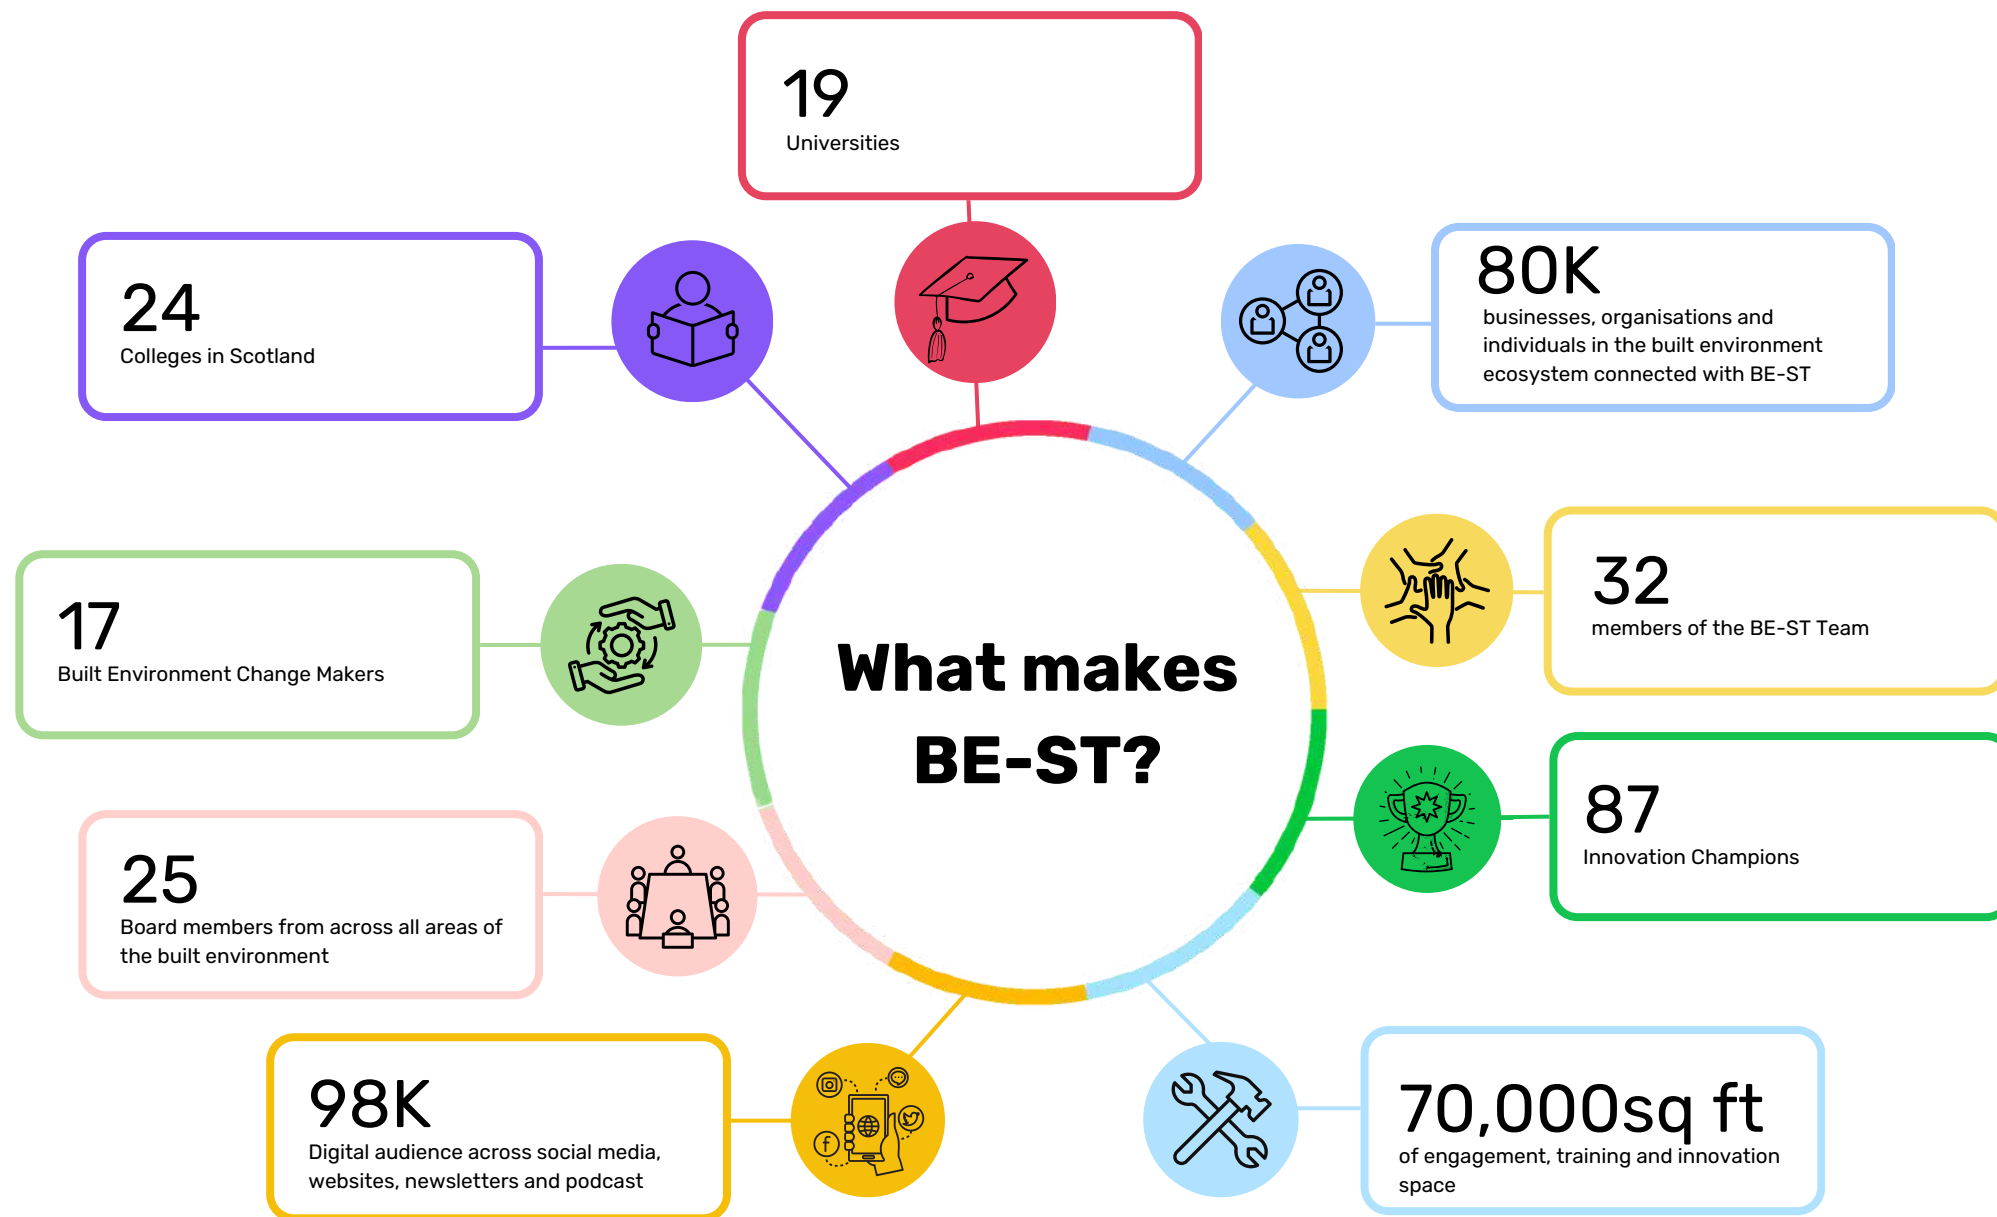 19
Universities
24
Colleges in Scotland
80K
businesses, organisations and
individuals in the built environment
ecosystem connected with BE-ST
17
Built Environment Change Makers
32
members of the BE-ST Team
What makes
BE-ST?
25
Board members from across all areas of
the built environment
87
Innovation Champions
98K
Digital audience across social media,
websites, newsletters and podcast
70,000sq ft
of engagement, training and innovation
space